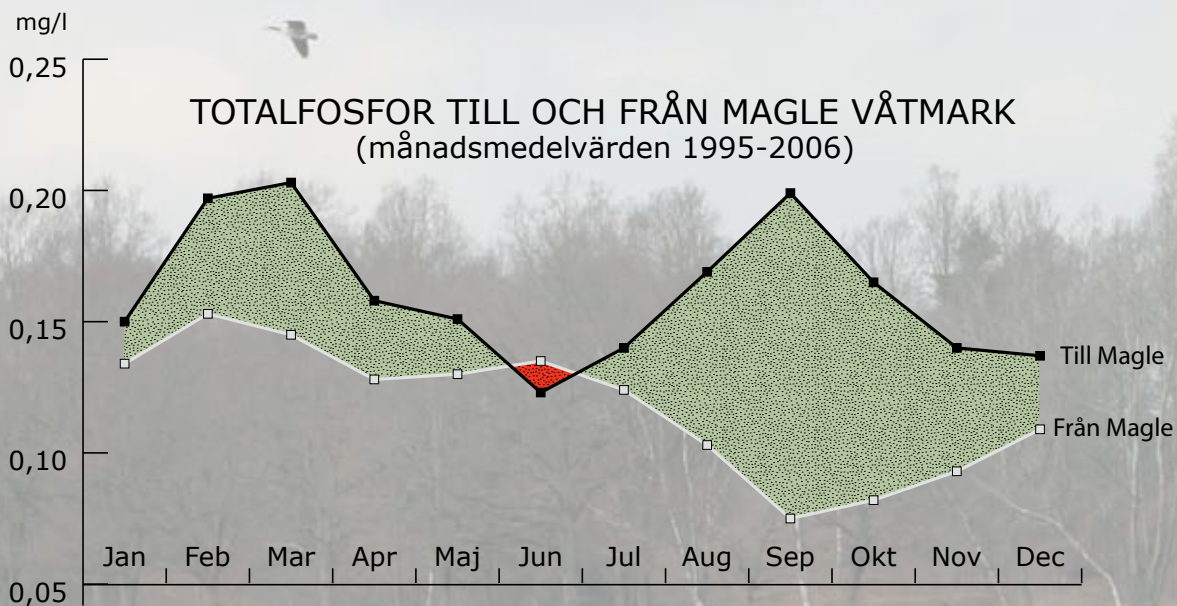 mg/l
0,25
TOTALFOSFOR TILL OCH FRÅN MAGLE VÅTMARK
(månadsmedelvärden 1995-2006)
0,20
0,15
Till Magle
Från Magle
0,10
Jan Feb Mar Apr Maj Jun Jul Aug Sep Okt Nov Dec
0,05